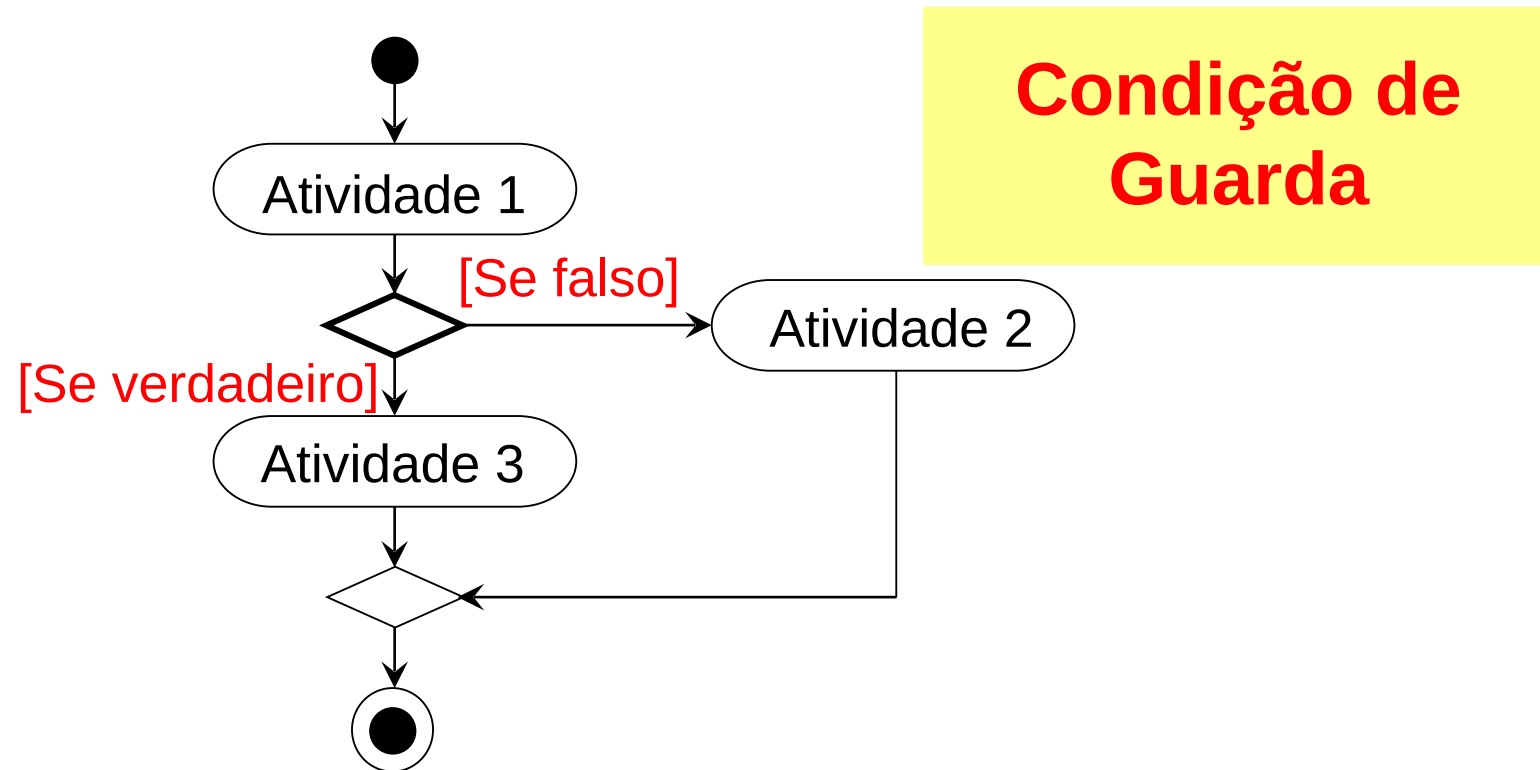 Condição de
Guarda
Atividade 1
[Se falso]
Atividade 2
[Se verdadeiro]
Atividade 3